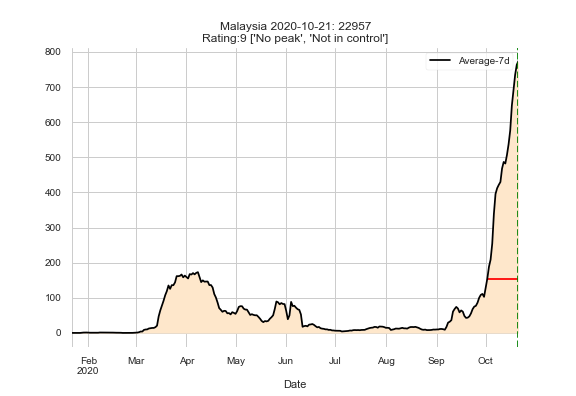 Malaysia 2020-10-21: 22957
Rating:9 ['No peak', 'Not in control']
Average-7d
800
700
600
500
400
300
200
100
0
Feb Mar Apr May Jun Jul Aug Sep Oct
2020
Date